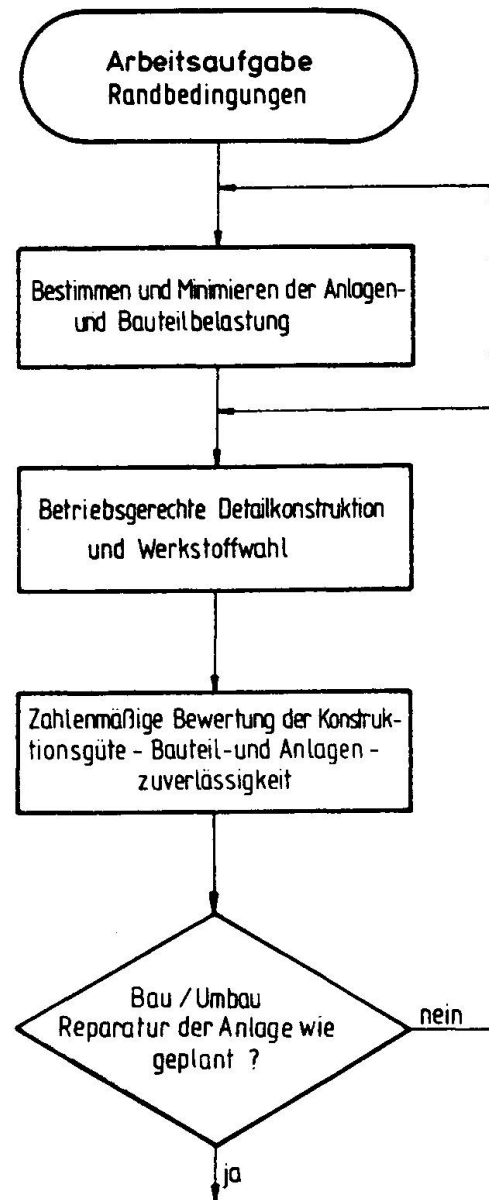 Arbeitsaufgabe
Randbedingungen
Bestimmen und Minimieren der Anlagen-
und Bauteilbelastung
Betriebsgerechte Detailkonstruktion
und Werkstoffwahl
Zahlenmäßige Bewertung der Konstruk-
tionsgüte - Bauteil- und Anlagen -
zuverlässigkeit
Bau / Umbau
Reparatur der Anlage wie
geplant ?
nein
ja